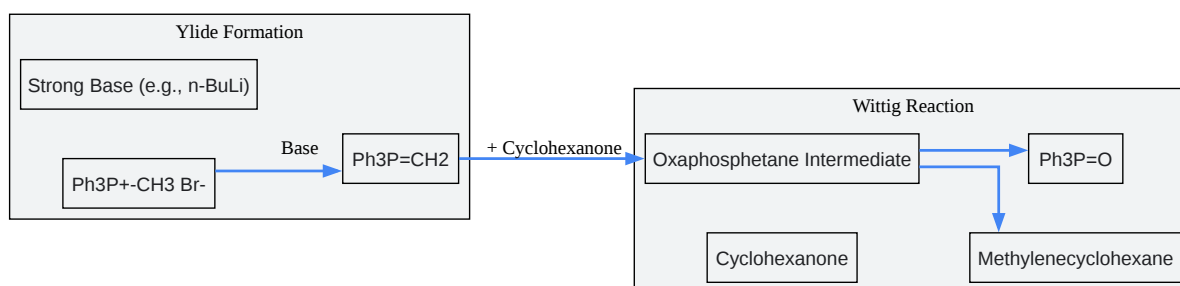 Ylide Formation
Strong Base (e.g., n-BuLi)
Base
Ph3P=CH2
Ph3P+-CH3 Br-
+ Cyclohexanone
Wittig Reaction
Oxaphosphetane Intermediate
Ph3P=O
Cyclohexanone
Methylenecyclohexane